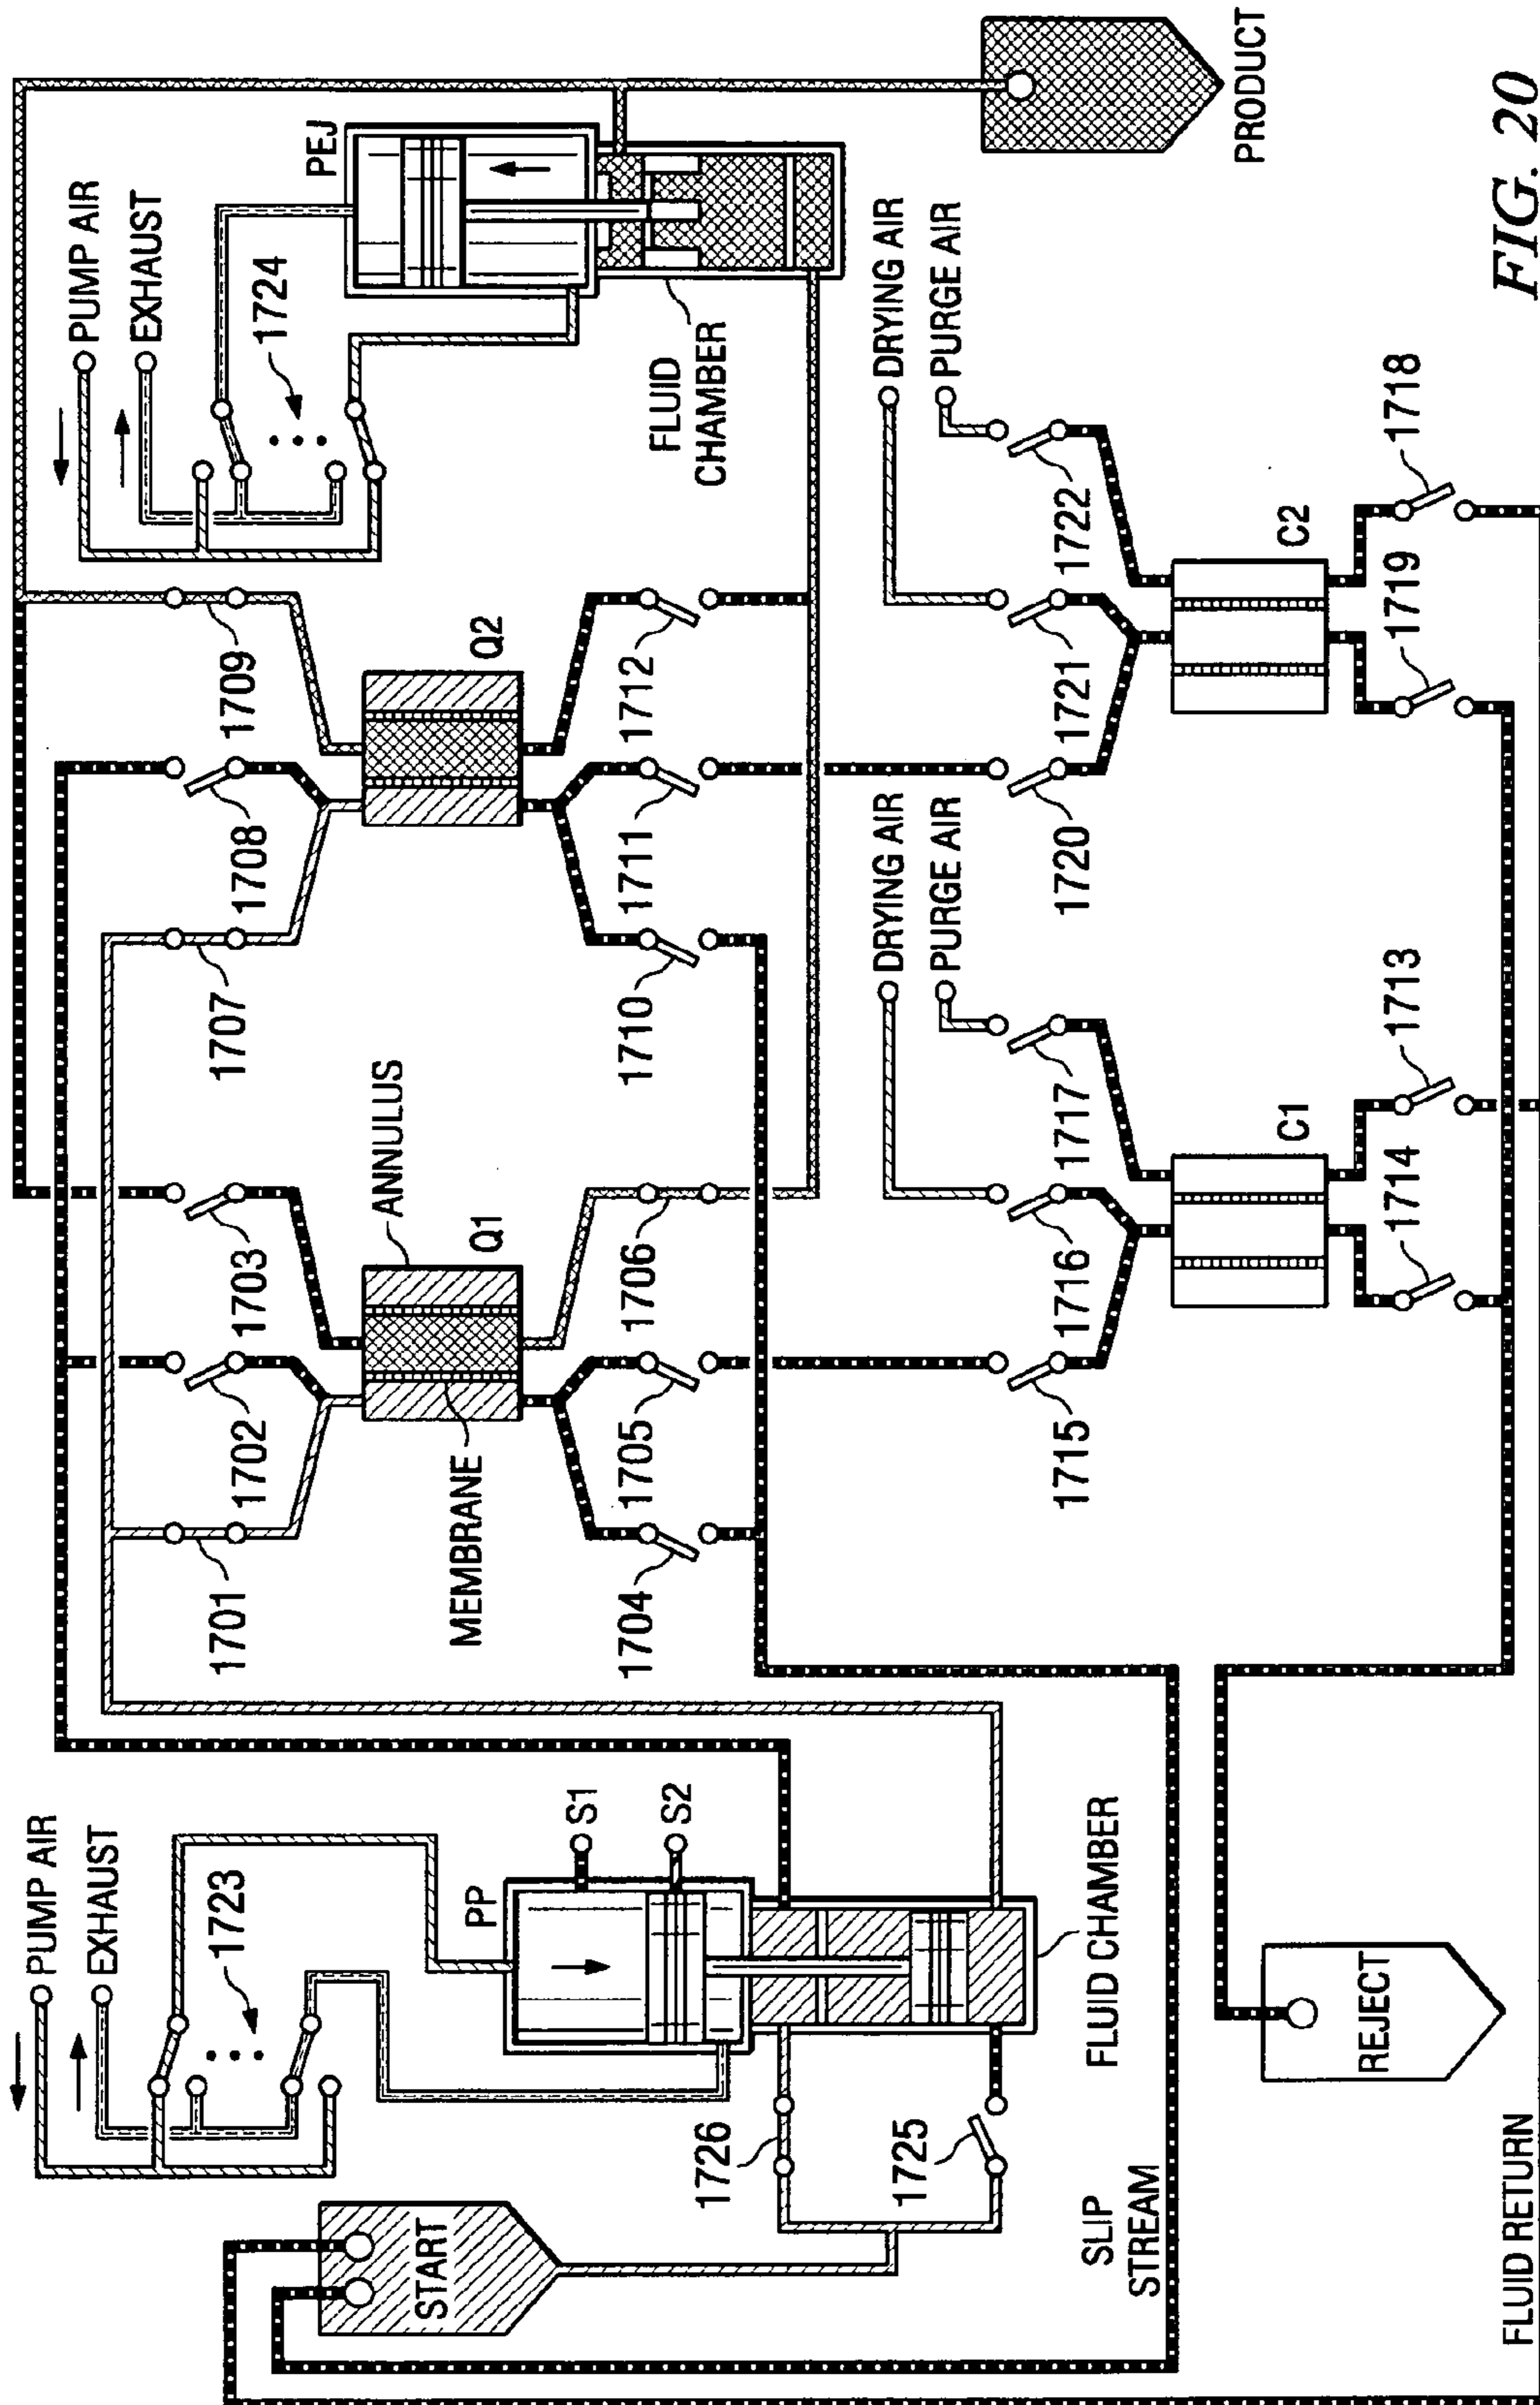 PUMP AIR
EXHAUST
1723
PP
S1
S2
START
1726
1725
FLUID CHAMBER
SLIP
STREAM
REJECT
FLUID RETURN
1701
1702
1703
ANNULUS
MEMBRANE
Q1
1704
1705
1706
1707
1708
1709
Q2
1710
1711
1712
PUMP AIR
EXHAUST
1724
PEJ
FLUID
CHAMBER
PRODUCT
DRYING AIR
PURGE AIR
1715
1716
1717
C1
1714
1713
DRYING AIR
PURGE AIR
1720
1721
1722
C2
1719
1718
FIG. 20